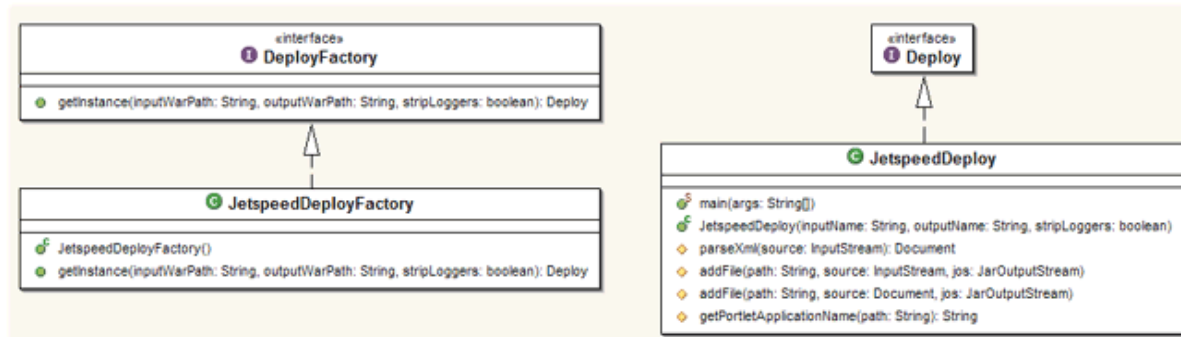 «interface»
DeployFactory
getInstance(inputWarPath: String, outputWarPath: String, stripLoggers: boolean): Deploy
JetspeedDeployFactory
JetspeedDeployFactory()
getInstance(inputWarPath: String, outputWarPath: String, stripLoggers: boolean): Deploy
«interface»
Deploy
JetspeedDeploy
main(args: String[])
JetspeedDeploy(inputName: String, outputName: String, stripLoggers: boolean)
parseXml(source: InputStream): Document
addFile(path: String, source: InputStream, jos: JarOutputStream)
addFile(path: String, source: Document, jos: JarOutputStream)
getPortletApplicationName(path: String): String